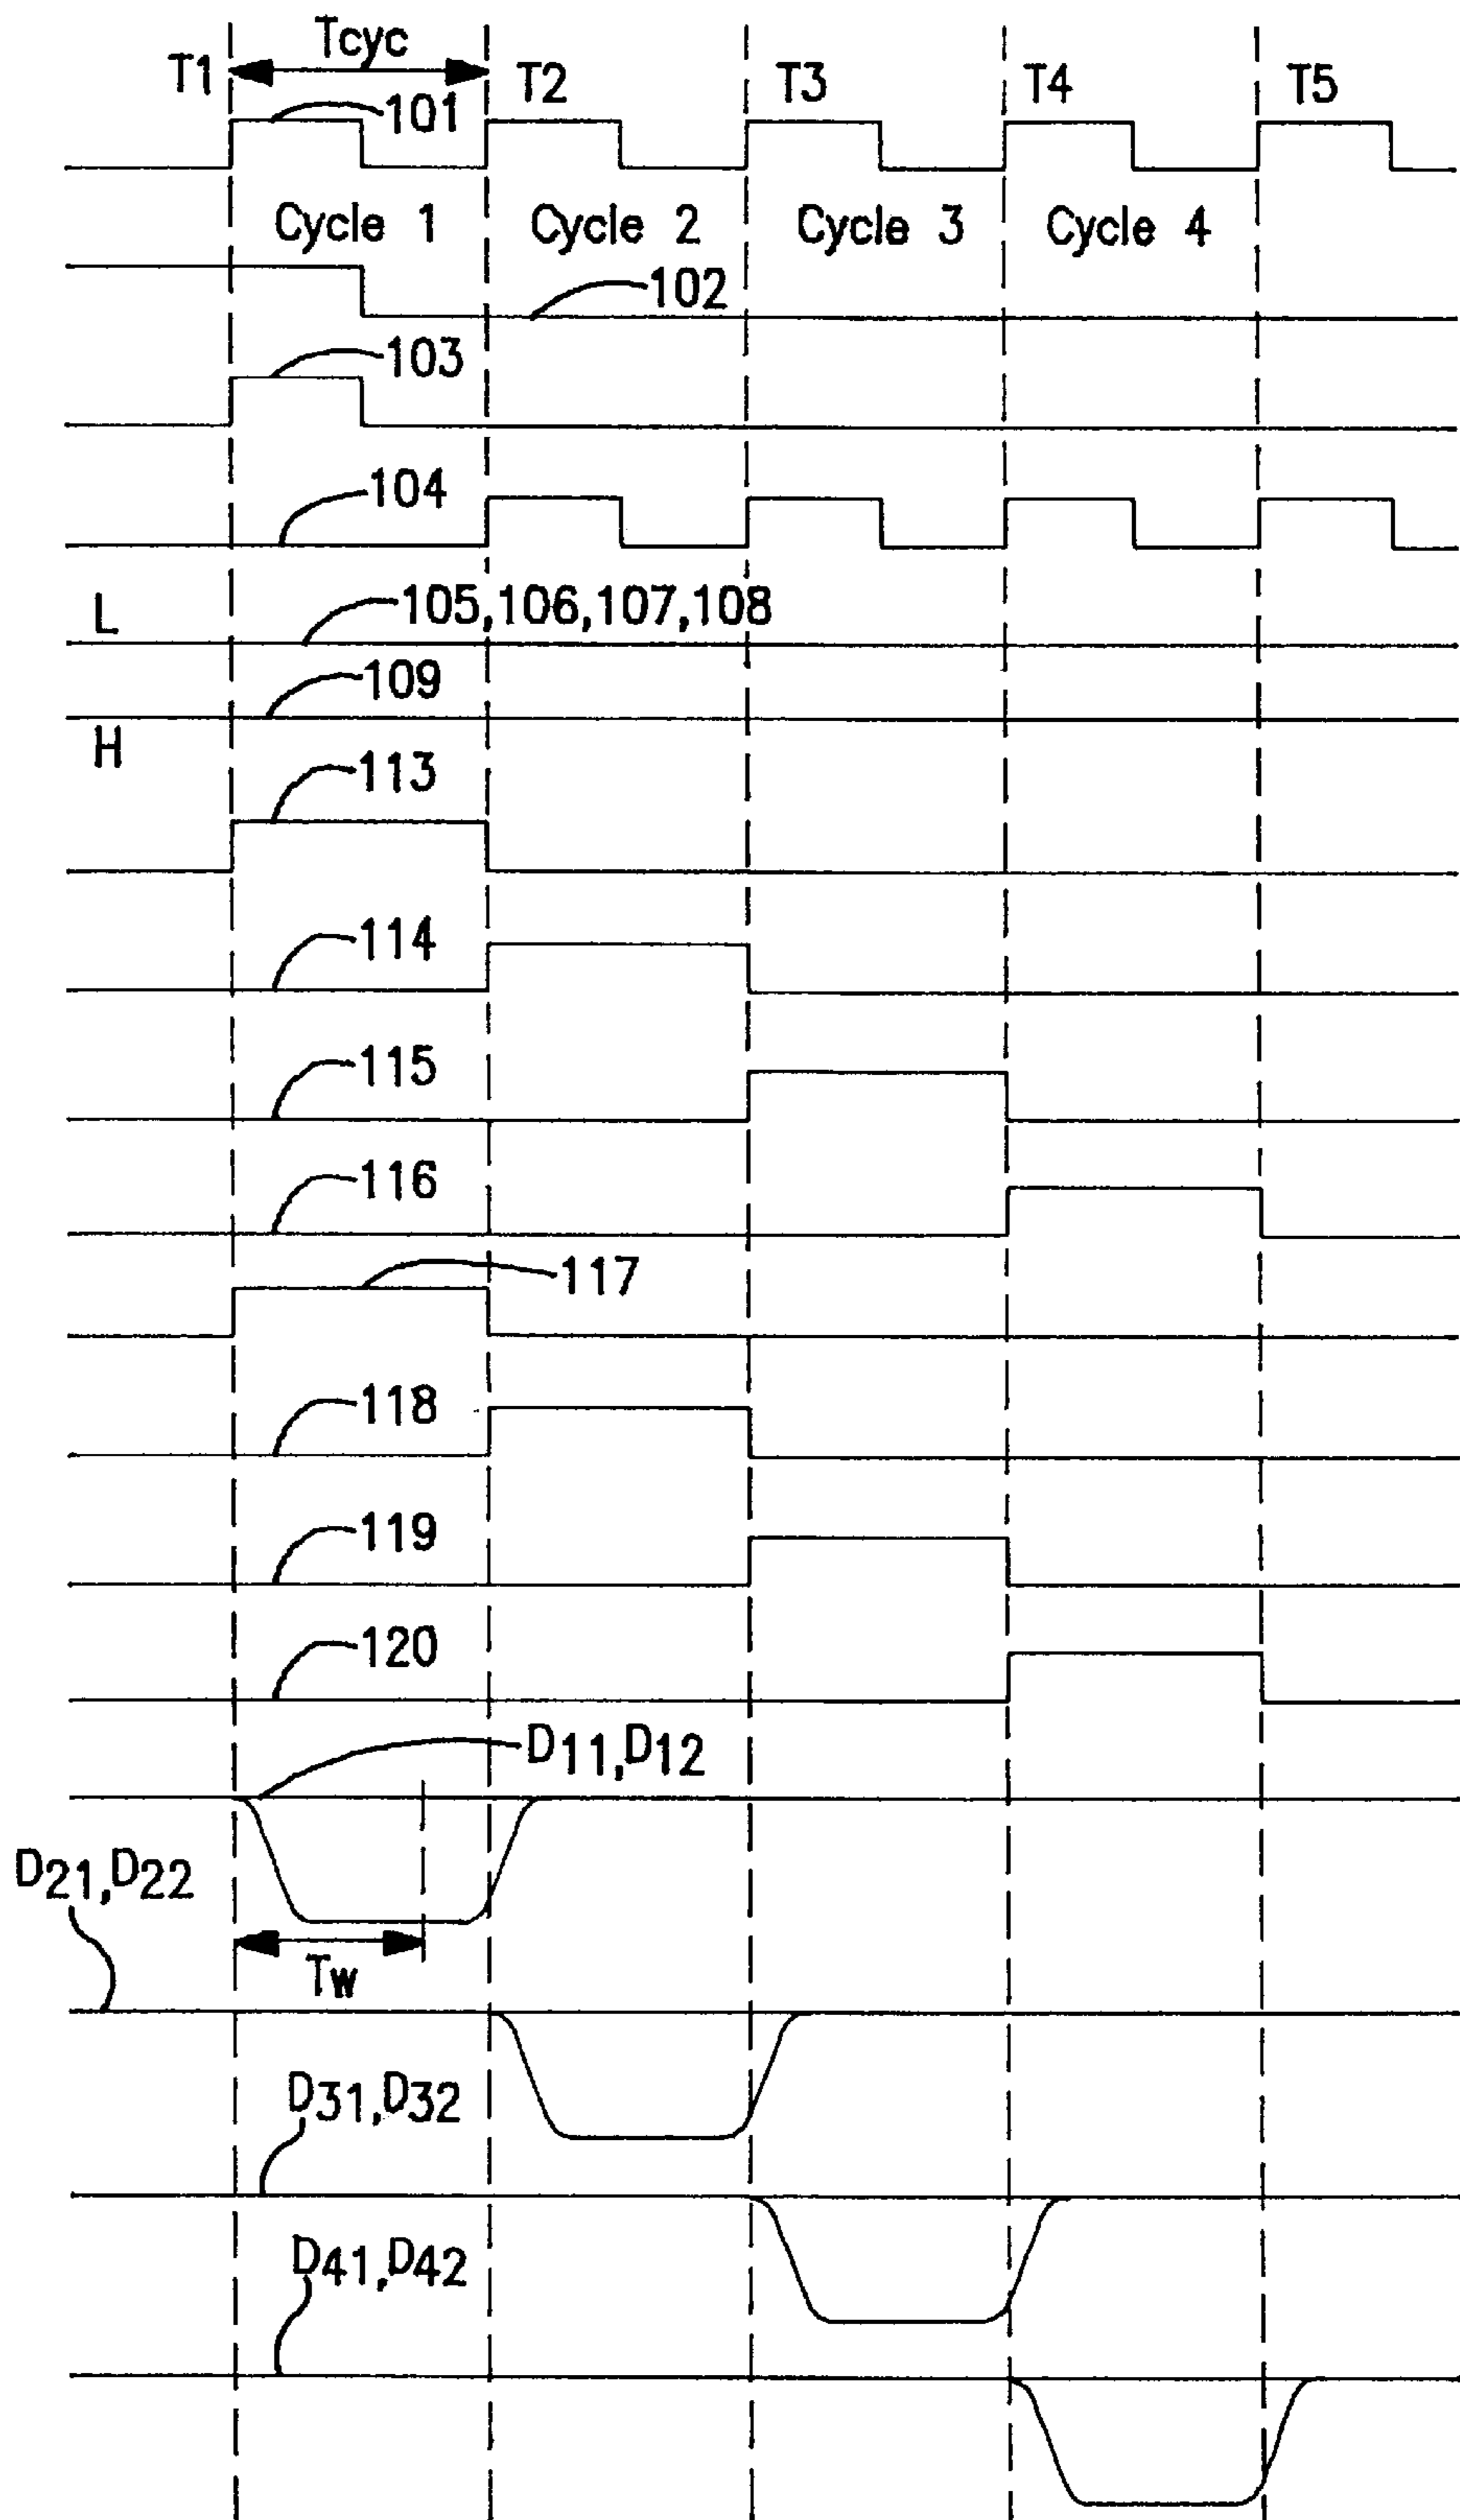 Tcyc
T1 T2 T3 T4 T5
101
Cycle 1 Cycle 2 Cycle 3 Cycle 4
102
103
104
L 105,106,107,108
109
H
113
114
115
116
117
118
119
120
D11,D12
D21,D22
Tw
D31,D32
D41,D42